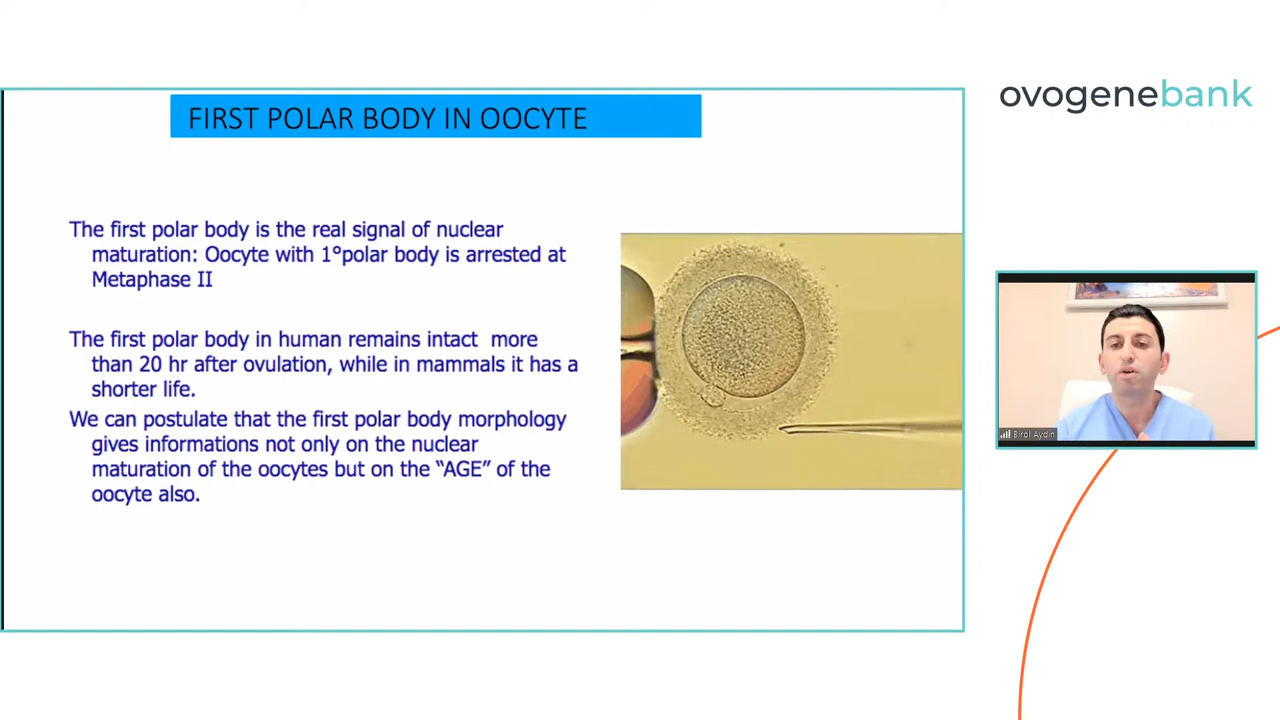 ovogenebank
FIRST POLAR BODY IN OOCYTE
The first polar body is the real signal of nuclear
maturation: Oocyte with 1°polar body is arrested at
Metaphase II
The first polar body in human remains intact more
than 20 hr after ovulation, while in mammals it has a
shorter life.
We can postulate that the first polar body morphology
gives informations not only on the nuclear
maturation of the oocytes but on the “AGE” of the
oocyte also.
Birol Aydın